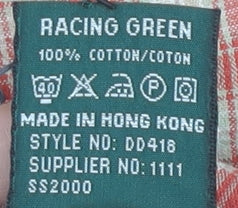 RACING GREEN
100% COTTON/COTON
40 P
MADE IN HONG KONG
STYLE NO: DD418
SUPPLIER NO: 1111
SS2000